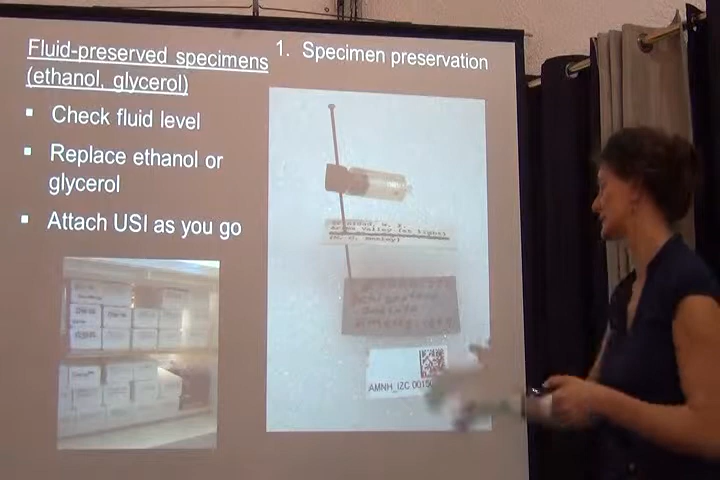 Fluid-preserved specimens
(ethanol, glycerol)
▪ Check fluid level
▪ Replace ethanol or
glycerol
▪ Attach USI as you go
1. Specimen preservation
Valley
AMNH_IZC